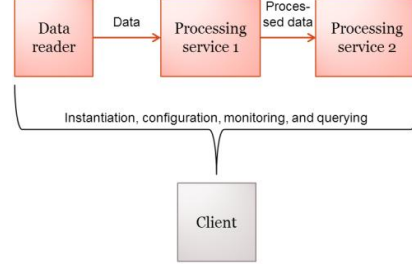 Data
reader
Data
Processing
service 1
Proces-
sed data
Processing
service 2
Instantiation, configuration, monitoring, and querying
Client